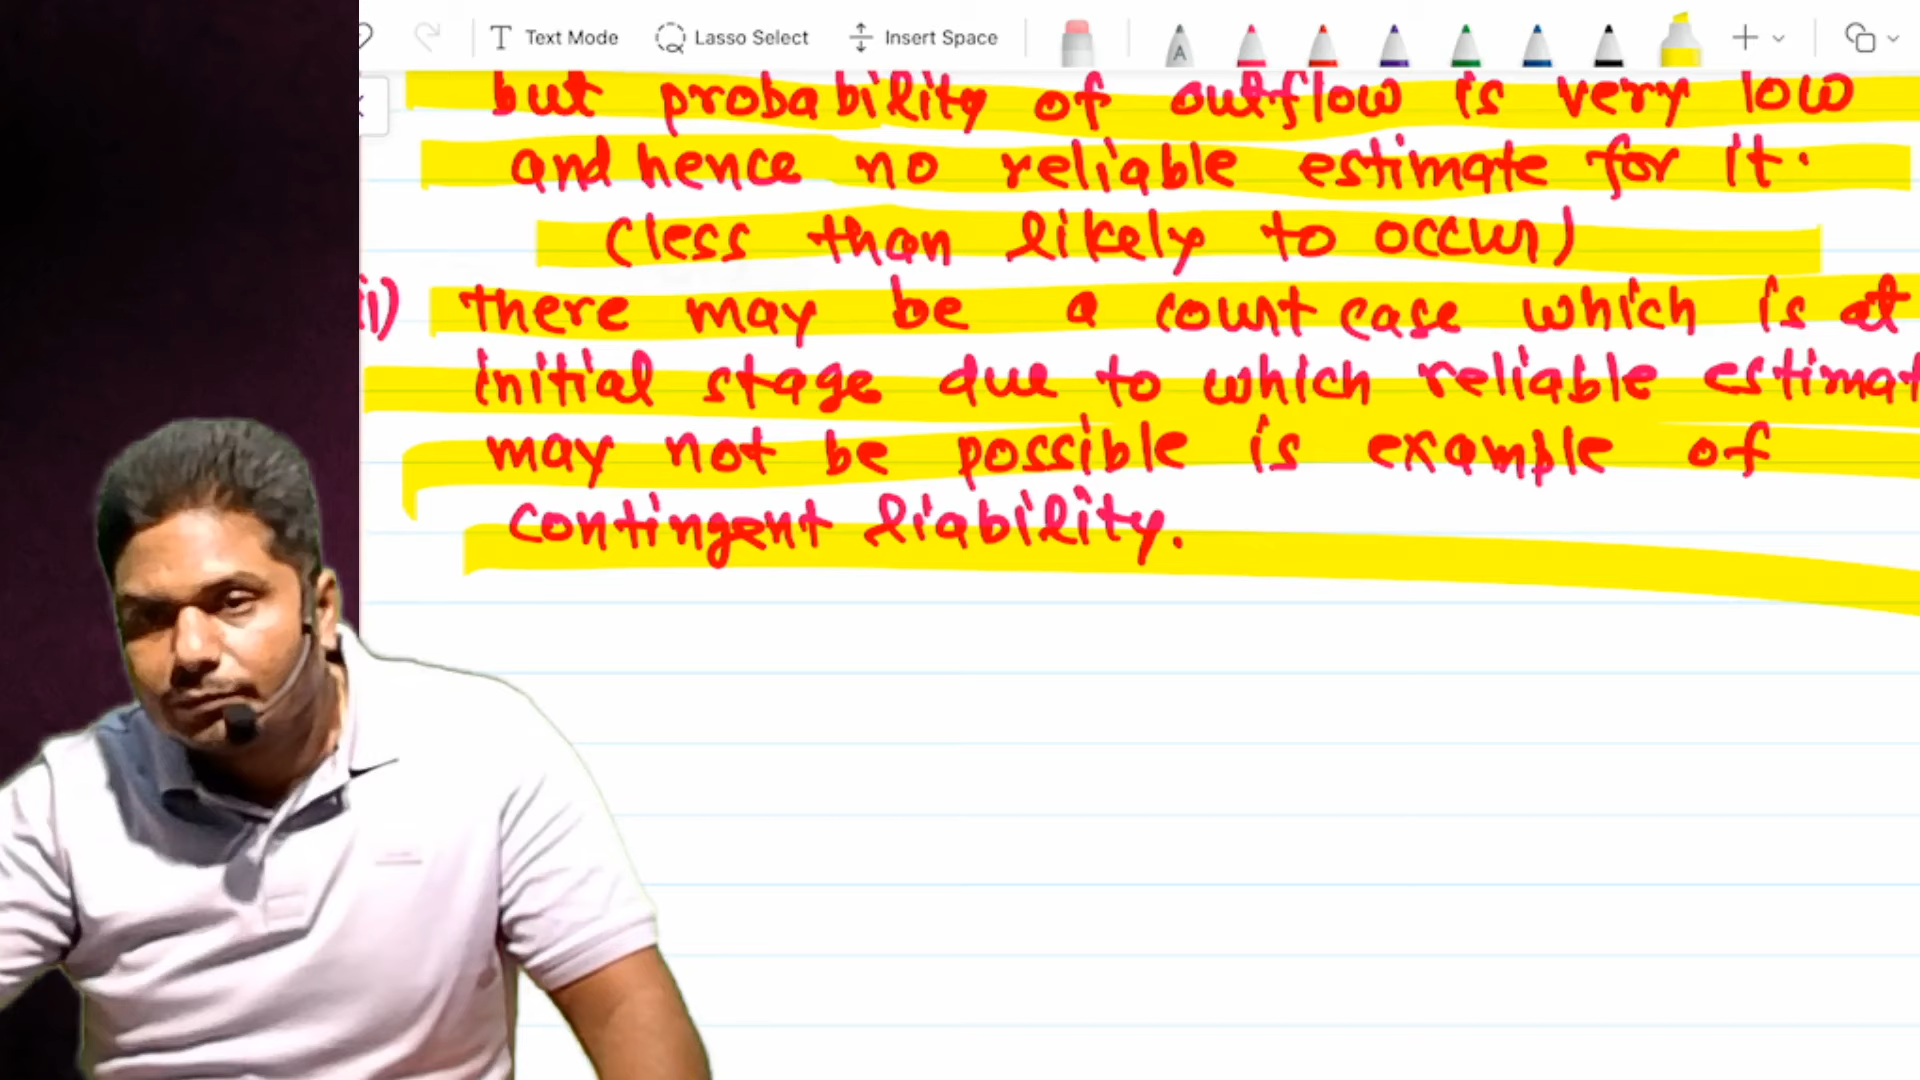 Text Mode Lasso Select Insert Space
A
but probability of outflow is very low
and hence no reliable estimate for it.
(less than likely to occur)
ii) there may be a court case which is at
initial stage due to which reliable estimat
may not be possible is example of
contingent liability.